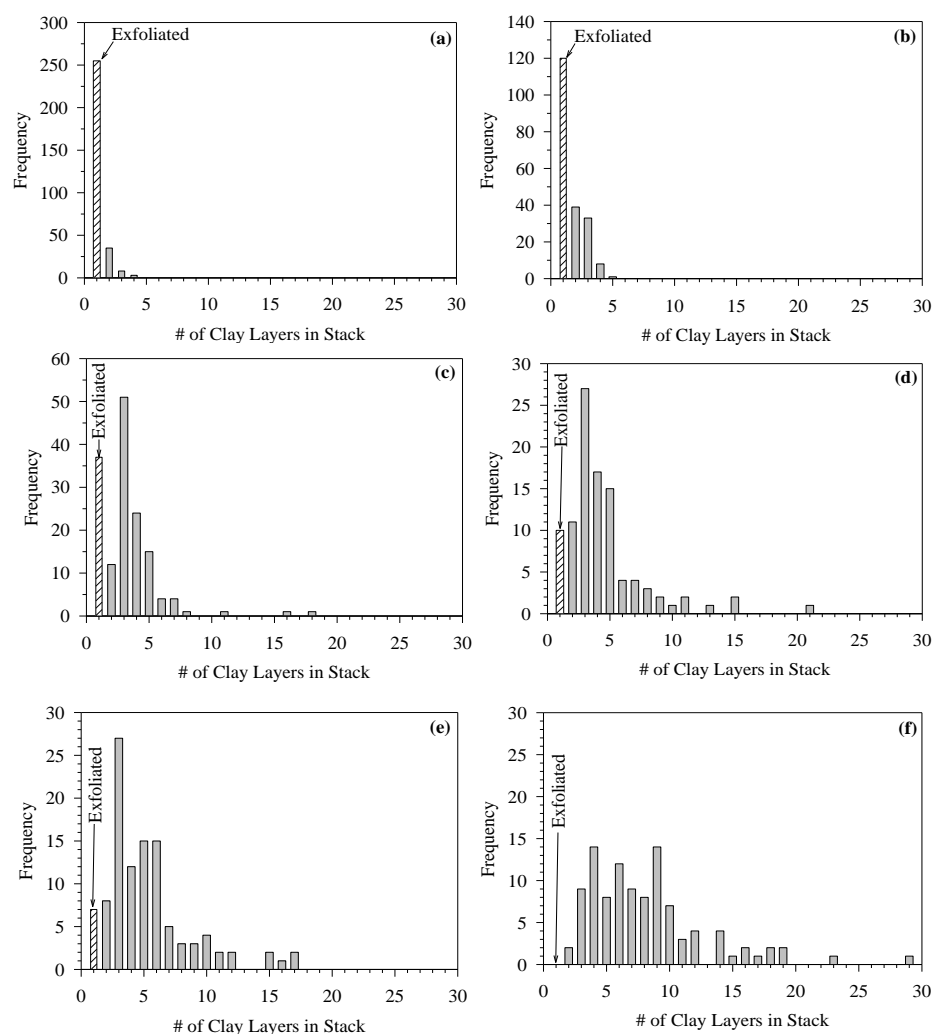 Exfoliated
(a)
300
250
200
150
100
50
0
Frequency
0 5 10 15 20 25 30
# of Clay Layers in Stack
Exfoliated
(b)
140
120
100
80
60
40
20
0
Frequency
0 5 10 15 20 25 30
# of Clay Layers in Stack
Exfoliated
(c)
60
50
40
30
20
10
0
Frequency
0 5 10 15 20 25 30
# of Clay Layers in Stack
Exfoliated
(d)
30
25
20
15
10
5
0
Frequency
0 5 10 15 20 25 30
# of Clay Layers in Stack
Exfoliated
(e)
30
25
20
15
10
5
0
Frequency
0 5 10 15 20 25 30
# of Clay Layers in Stack
Exfoliated
(f)
30
25
20
15
10
5
0
Frequency
0 5 10 15 20 25 30
# of Clay Layers in Stack